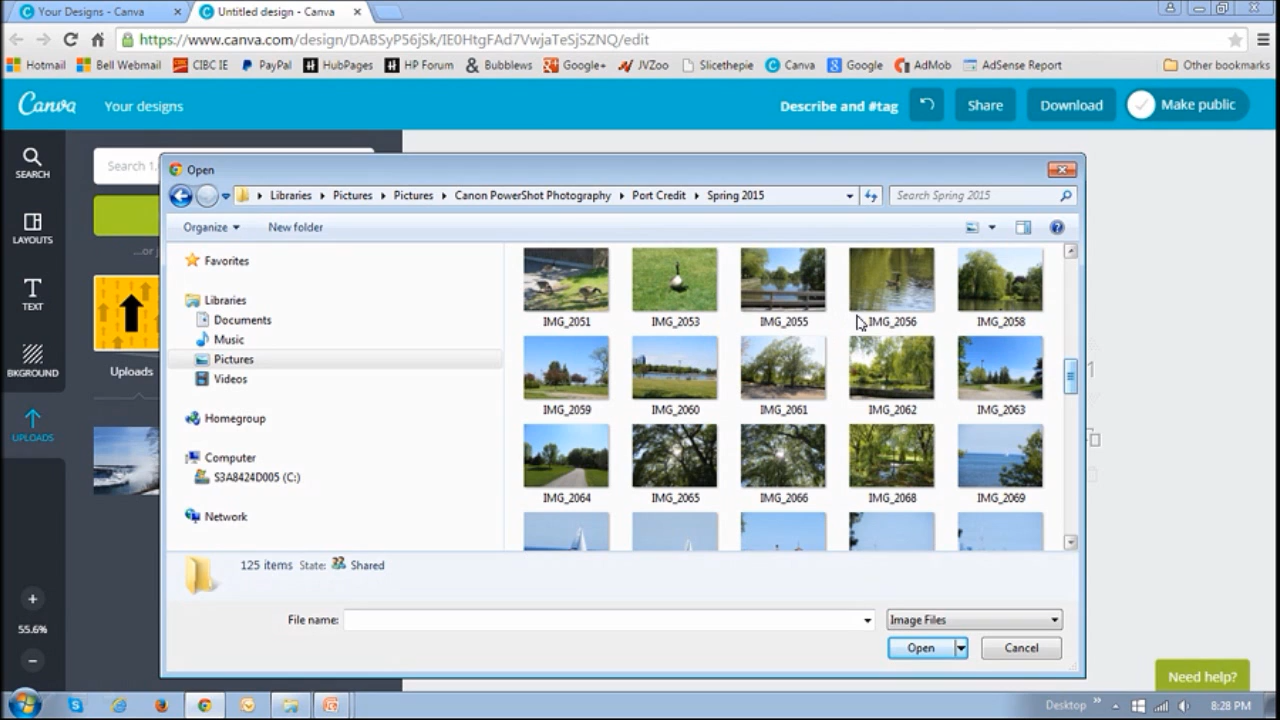 Your Designs - Canva
Untitled design - Canva
https://www.canva.com/design/DABSyP56jSk/IE0HtgFAd7VwjaTeSjSZNQ/edit
Hotmail Bell Webmail CIBC IE PayPal HubPages HP Forum Bubblews Google+ JVZoo Slicethepie Canva Google AdMob AdSense Report Other bookmarks
Canva Your designs Describe and #tag Share Download Make public
Search 1.
SEARCH
LAYOUTS
TEXT
BKGROUND
UPLOADS
...or
Uploads
55.6%
Open
Libraries Pictures Pictures Canon PowerShot Photography Port Credit Spring 2015 Search Spring 2015
Organize New folder
Favorites
Libraries
Documents
Music
Pictures
Videos
Homegroup
Computer
S3A8424D005 (C:)
Network
IMG_2051 IMG_2053 IMG_2055 IMG_2056 IMG_2058
IMG_2059 IMG_2060 IMG_2061 IMG_2062 IMG_2063
IMG_2064 IMG_2065 IMG_2066 IMG_2068 IMG_2069
125 items State: Shared
File name: Image Files
Open Cancel
Need help?
Desktop 8:28 PM